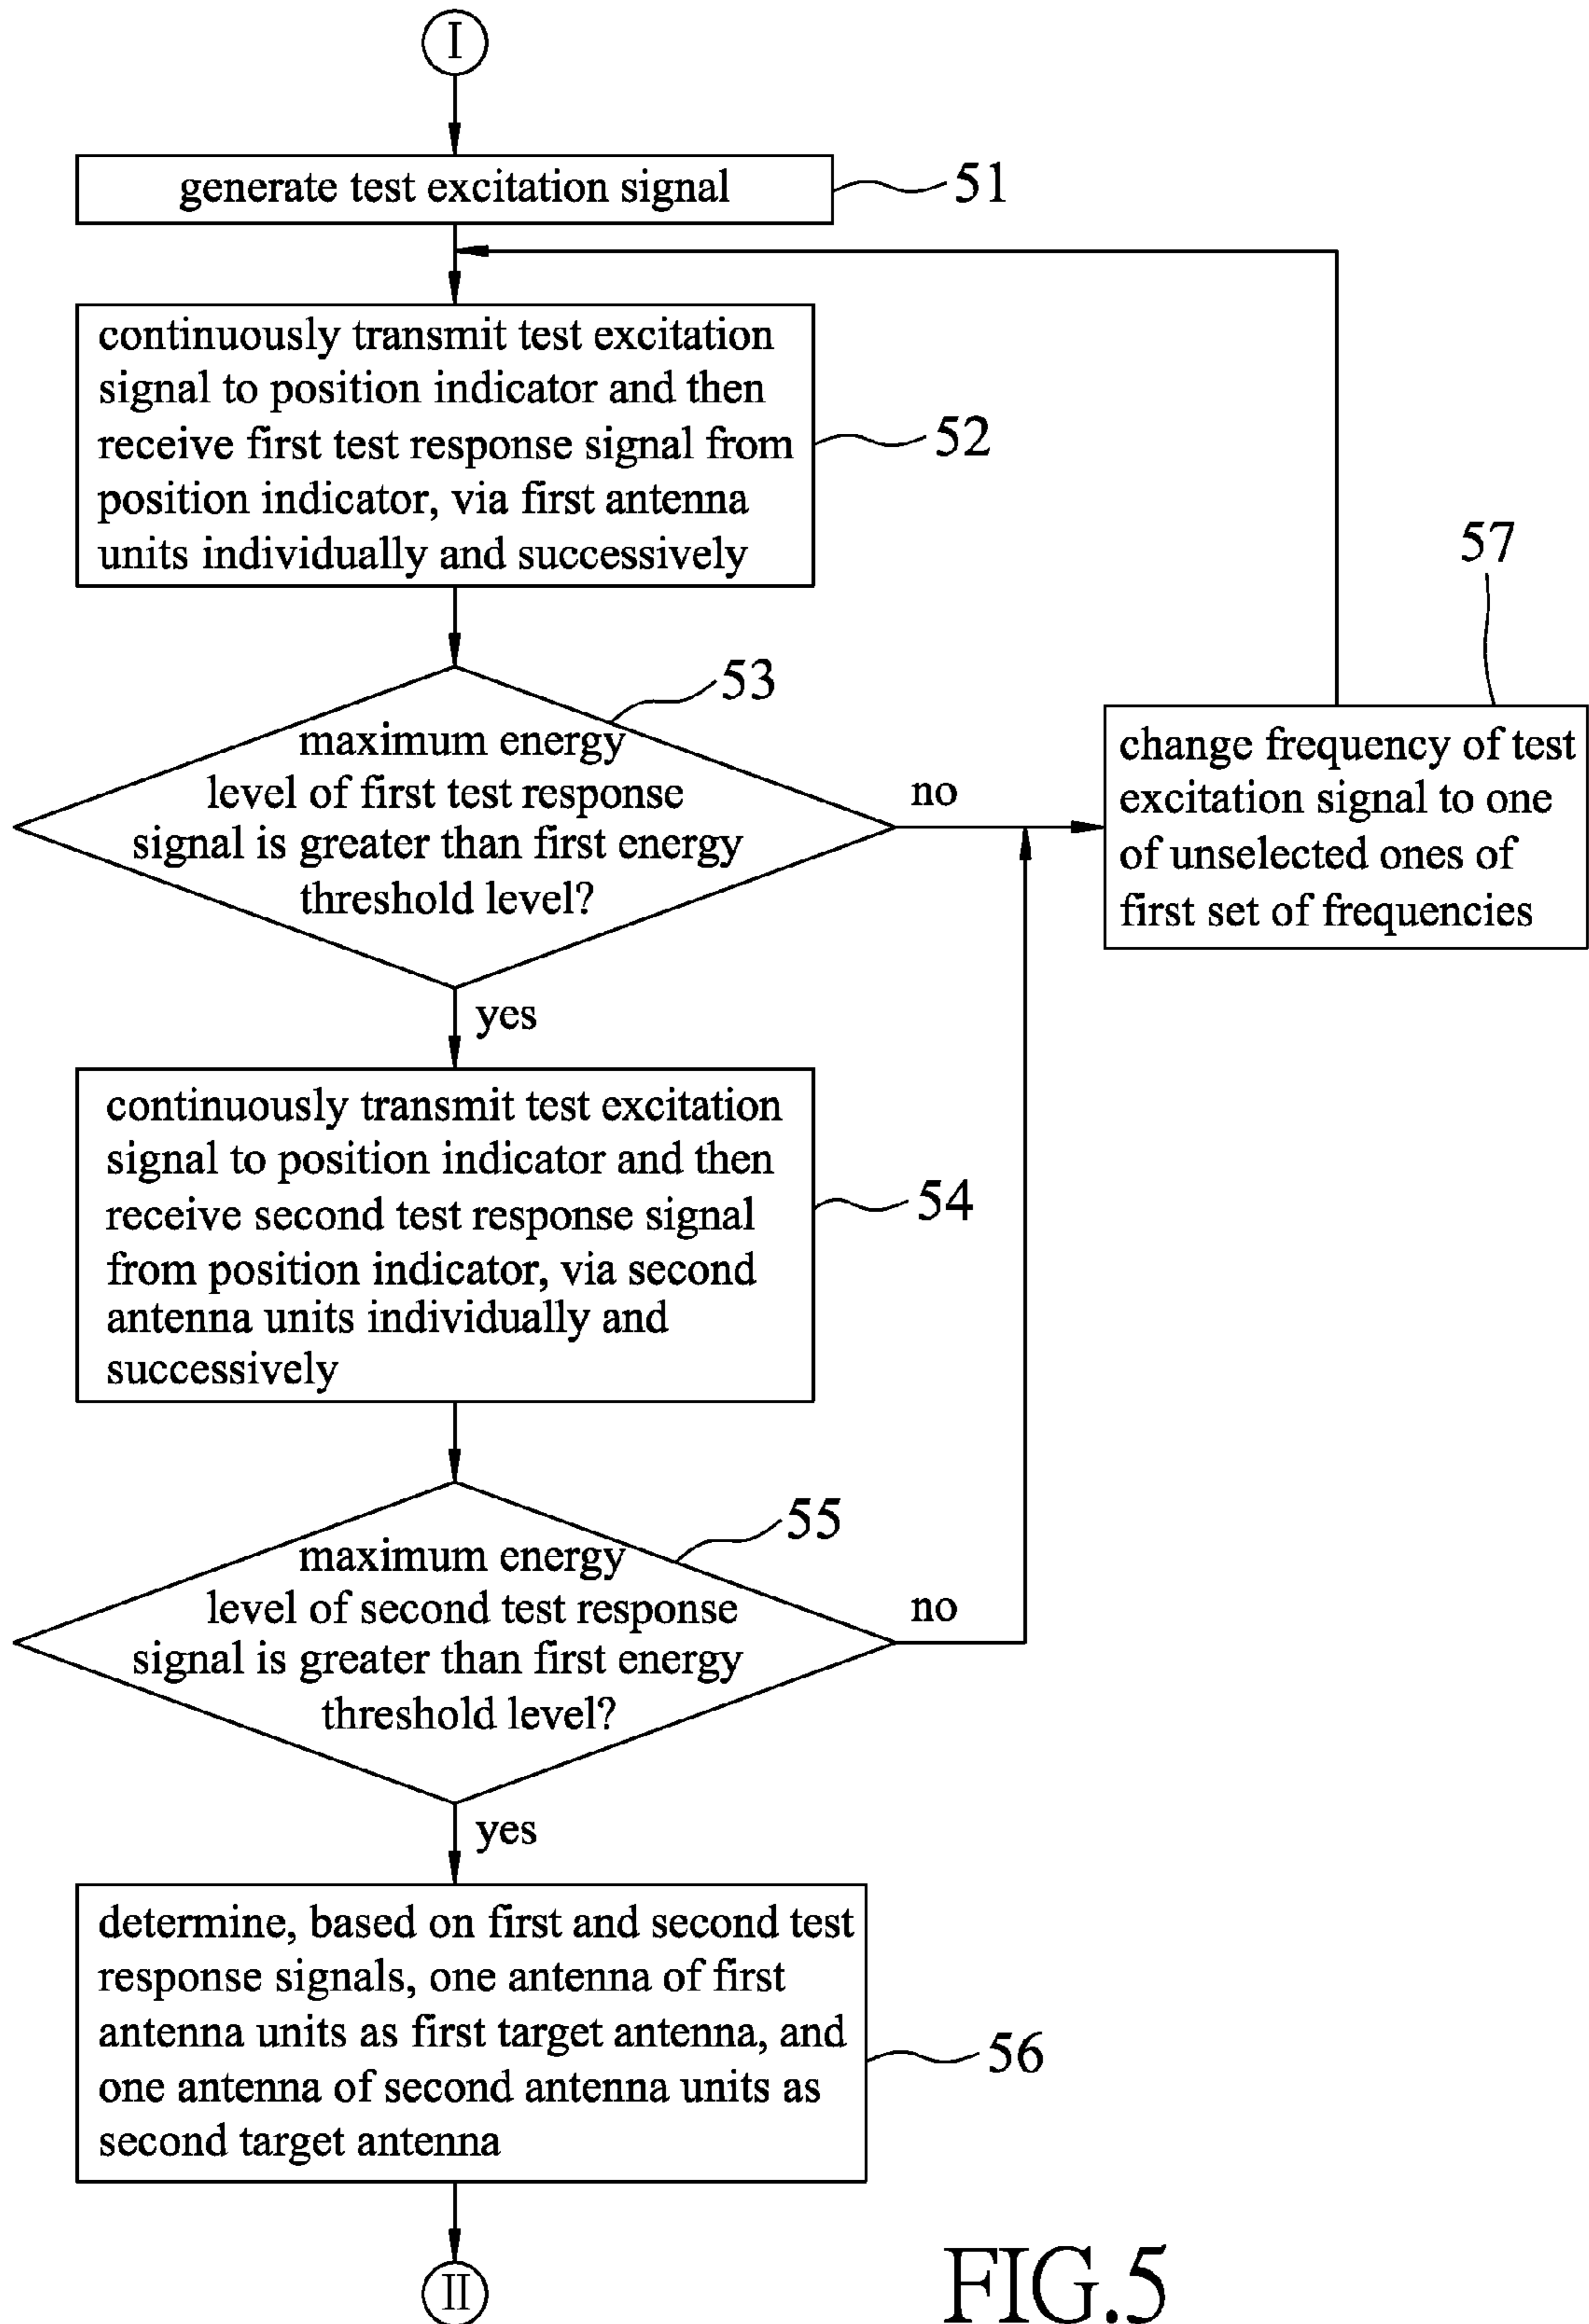 I
generate test excitation signal
51
continuously transmit test excitation
signal to position indicator and then
receive first test response signal from
position indicator, via first antenna
units individually and successively
52
57
53
maximum energy
level of first test response
signal is greater than first energy
threshold level?
no
change frequency of test
excitation signal to one
of unselected ones of
first set of frequencies
yes
continuously transmit test excitation
signal to position indicator and then
receive second test response signal
from position indicator, via second
antenna units individually and
successively
54
55
maximum energy
level of second test response
signal is greater than first energy
threshold level?
no
yes
determine, based on first and second test
response signals, one antenna of first
antenna units as first target antenna, and
one antenna of second antenna units as
second target antenna
56
II
FIG.5